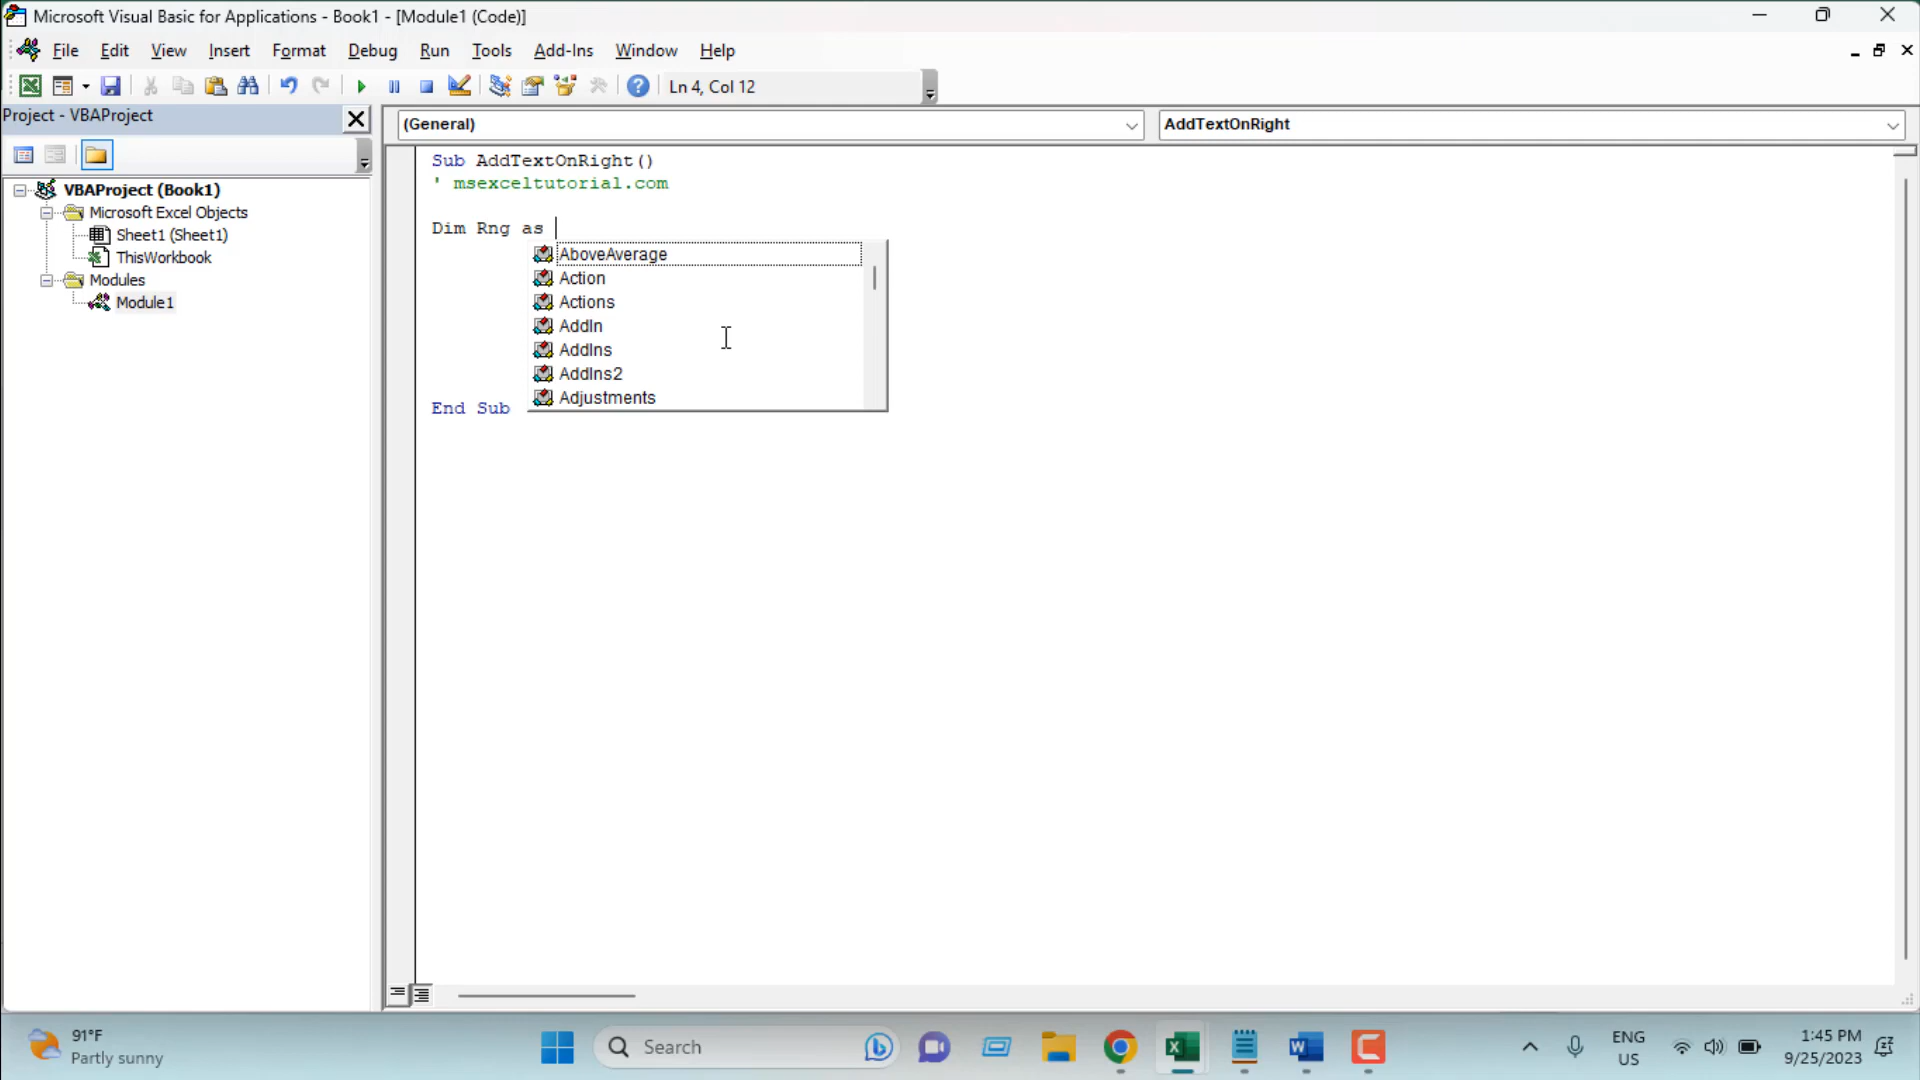 Microsoft Visual Basic for Applications - Book1 - [Module1 (Code)]
File Edit View Insert Format Debug Run Tools Add-Ins Window Help
Ln 4, Col 12
Project - VBAProject
(General)
AddTextOnRight
VBAProject (Book1)
Microsoft Excel Objects
Sheet1 (Sheet1)
ThisWorkbook
Modules
Module1
Sub AddTextOnRight()
' msexceltutorial.com
Dim Rng as
AboveAverage
Action
Actions
AddIn
AddIns
AddIns2
Adjustments
End Sub
91°F
Partly sunny
Search
ENG
US
1:45 PM
9/25/2023